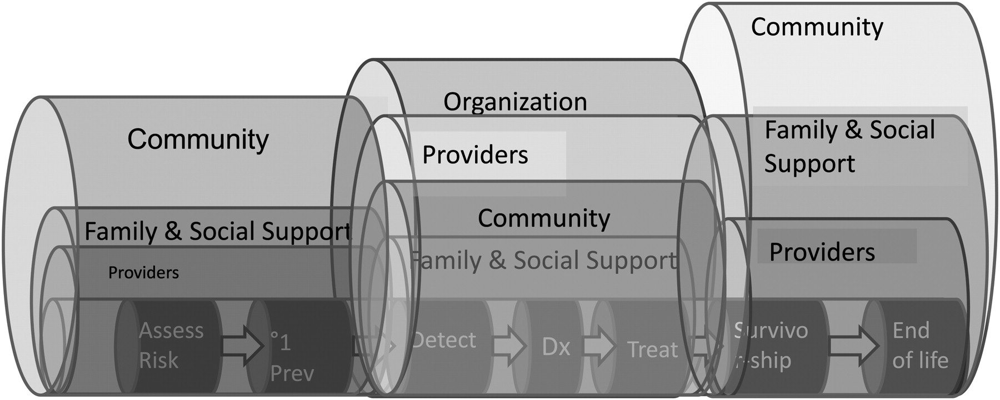 Community
Family & Social Support
Providers
Assess
Risk
°1
Prev
Organization
Providers
Community
Family & Social Support
Detect
Dx
Treat
Community
Family & Social
Support
Providers
Survivo
r-ship
End
of life